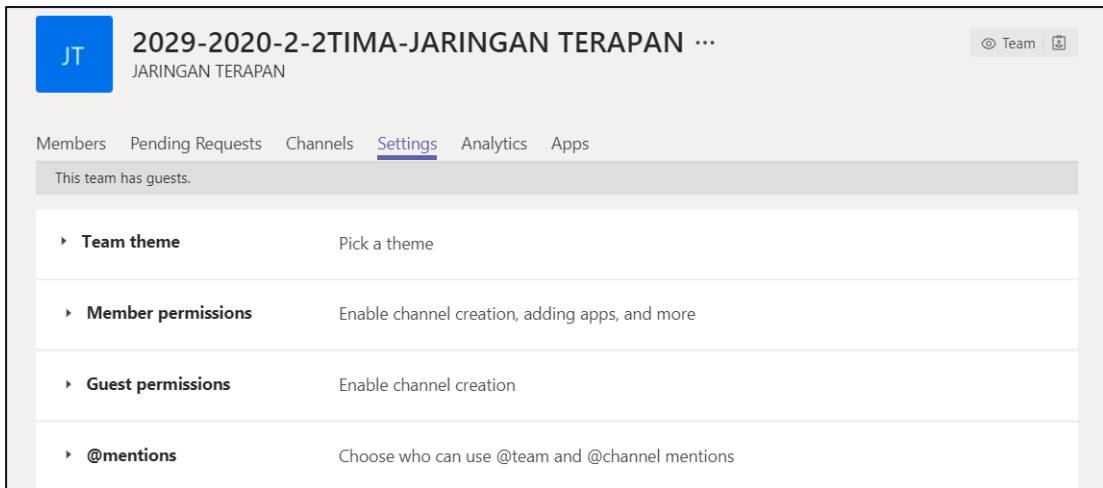 JT
2029-2020-2-2TIMA-JARINGAN TERAPAN ...
JARINGAN TERAPAN
Team
Members Pending Requests Channels Settings Analytics Apps
This team has guests.
Team theme Pick a theme
Member permissions Enable channel creation, adding apps, and more
Guest permissions Enable channel creation
@mentions Choose who can use @team and @channel mentions